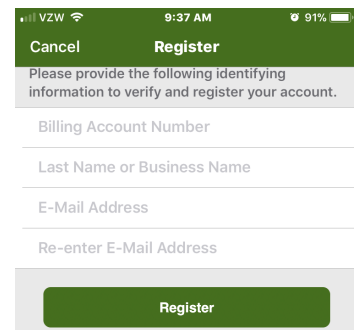 VZW 9:37 AM 91%
Cancel Register
Please provide the following identifying
information to verify and register your account.
Billing Account Number
Last Name or Business Name
E-Mail Address
Re-enter E-Mail Address
Register